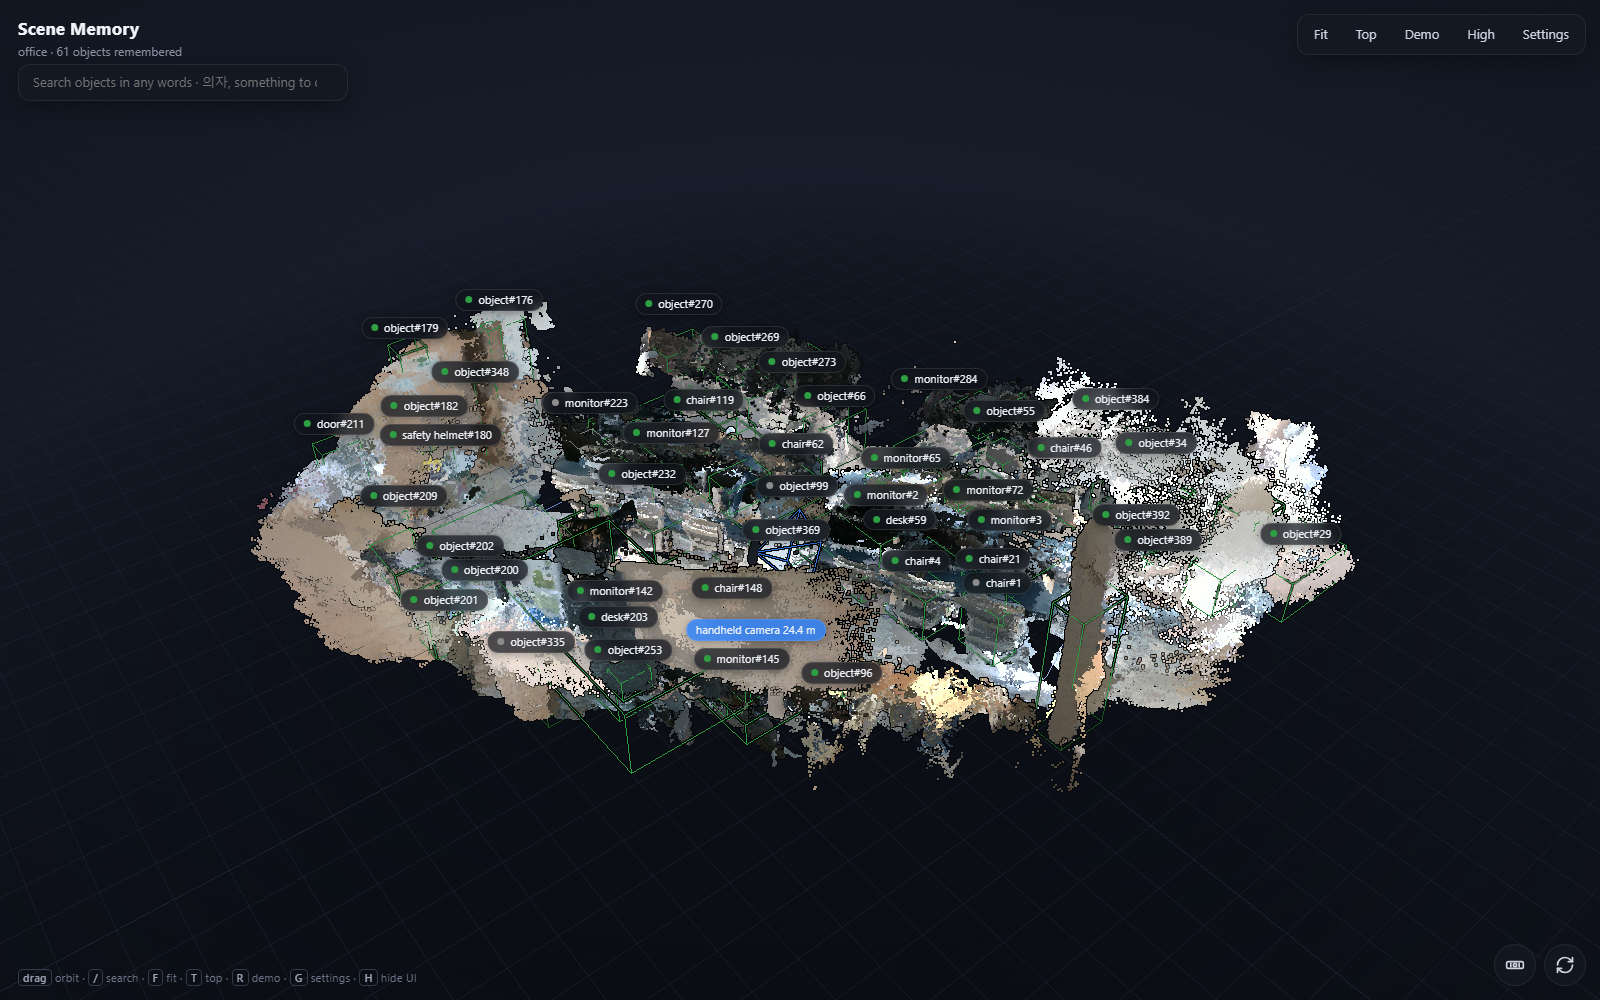 Scene Memory
office · 61 objects remembered
Search objects in any words · 의자, something to
Fit
Top
Demo
High
Settings
object#176
object#270
object#179
object#269
object#273
object#348
monitor#284
object#66
object#384
chair#119
monitor#223
object#182
object#55
door#211
monitor#127
safety helmet#180
chair#62
object#34
chair#46
monitor#65
object#232
object#99
monitor#72
monitor#2
object#209
object#392
desk#59
monitor#3
object#369
object#29
object#389
object#202
chair#4
chair#21
object#200
chair#1
chair#148
monitor#142
object#201
desk#203
handheld camera 24.4 m
object#335
object#253
monitor#145
object#96
drag orbit · / search · F fit · T top · R demo · G settings · H hide UI